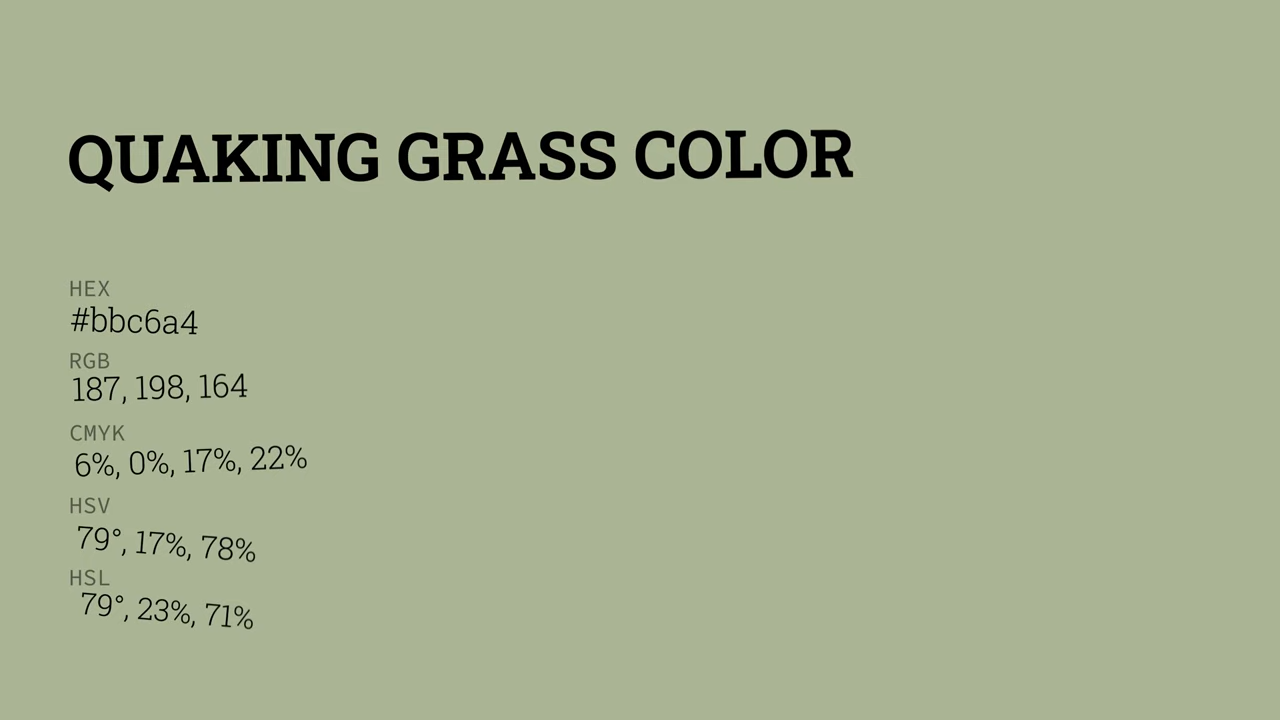 QUAKING GRASS COLOR
HEX
#bbc6a4
RGB
187, 198, 164
CMYK
6%, 0%, 17%, 22%
HSV
79°, 17%, 78%
HSL
79°, 23%, 71%